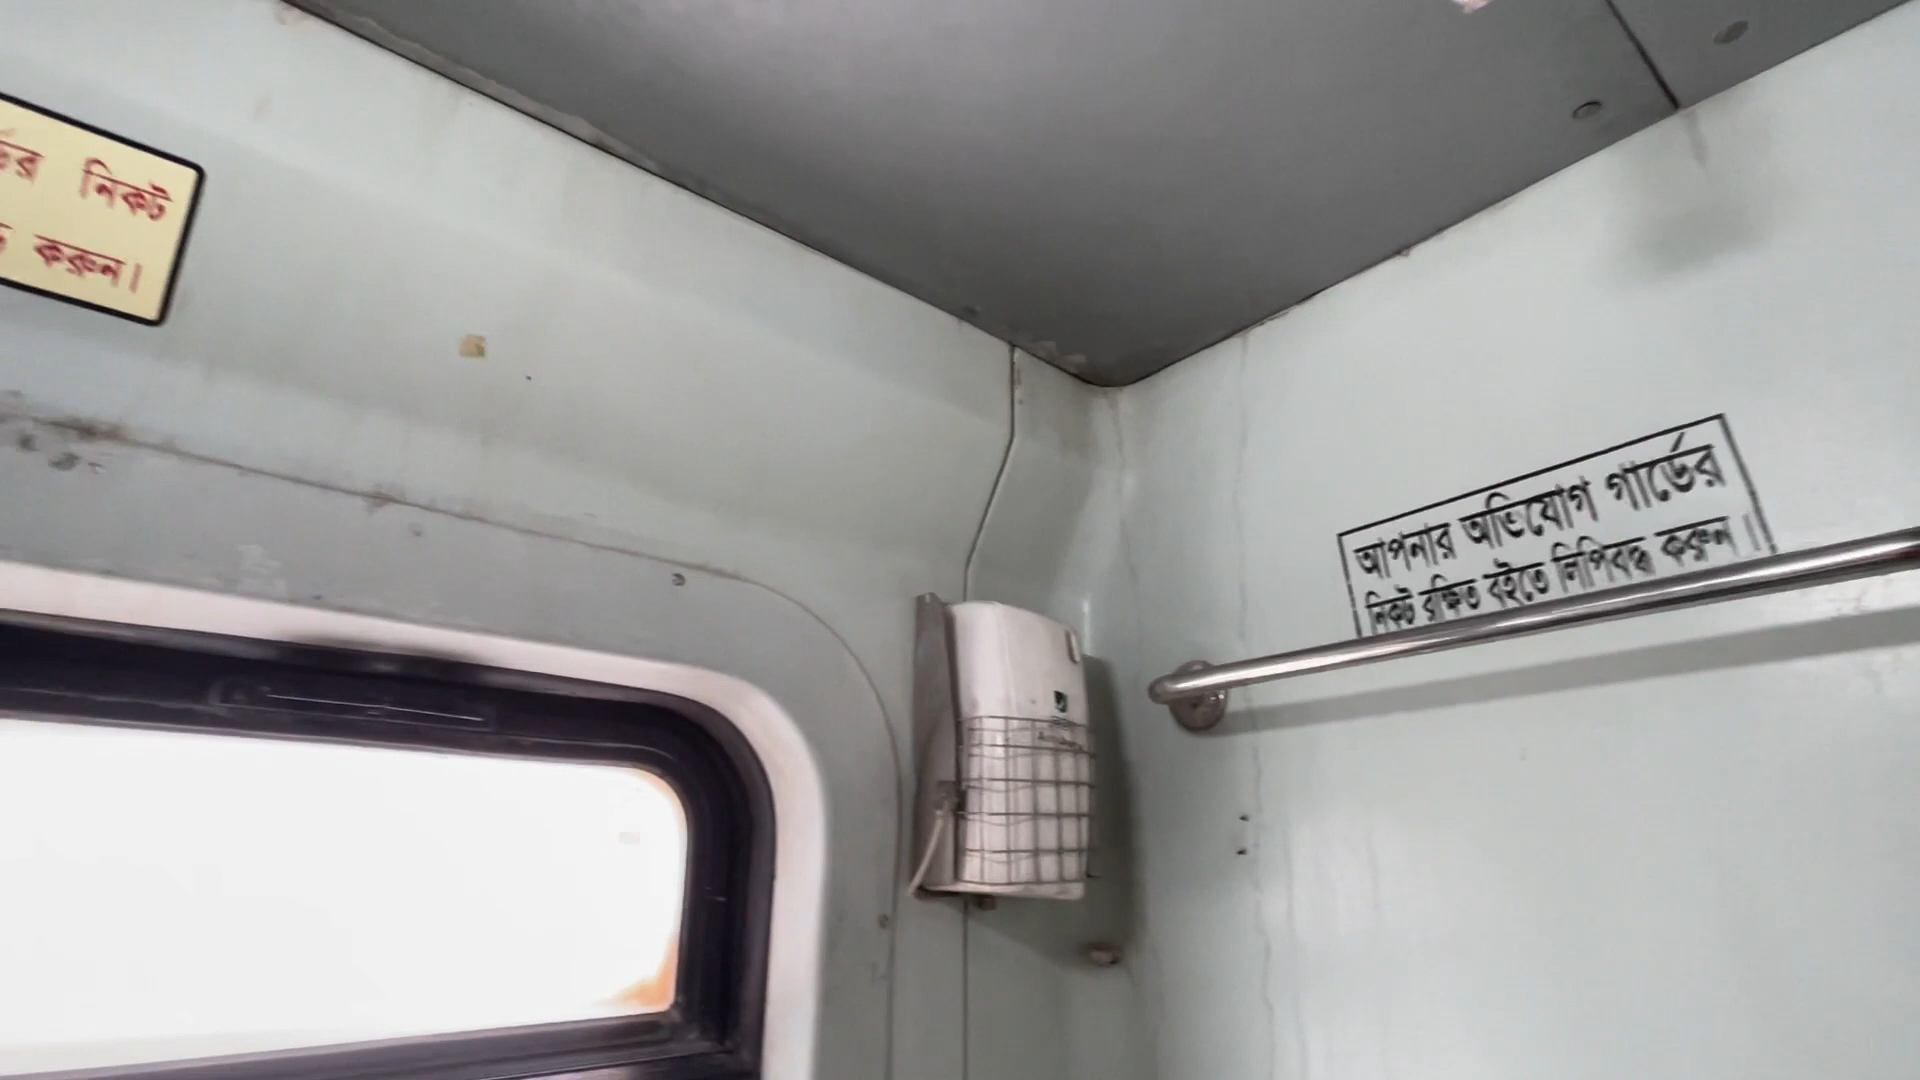 নিকট
করুন।
আপনার অভিযোগ গার্ডের
নিকট রক্ষিত বইতে লিপিবদ্ধ করুন।